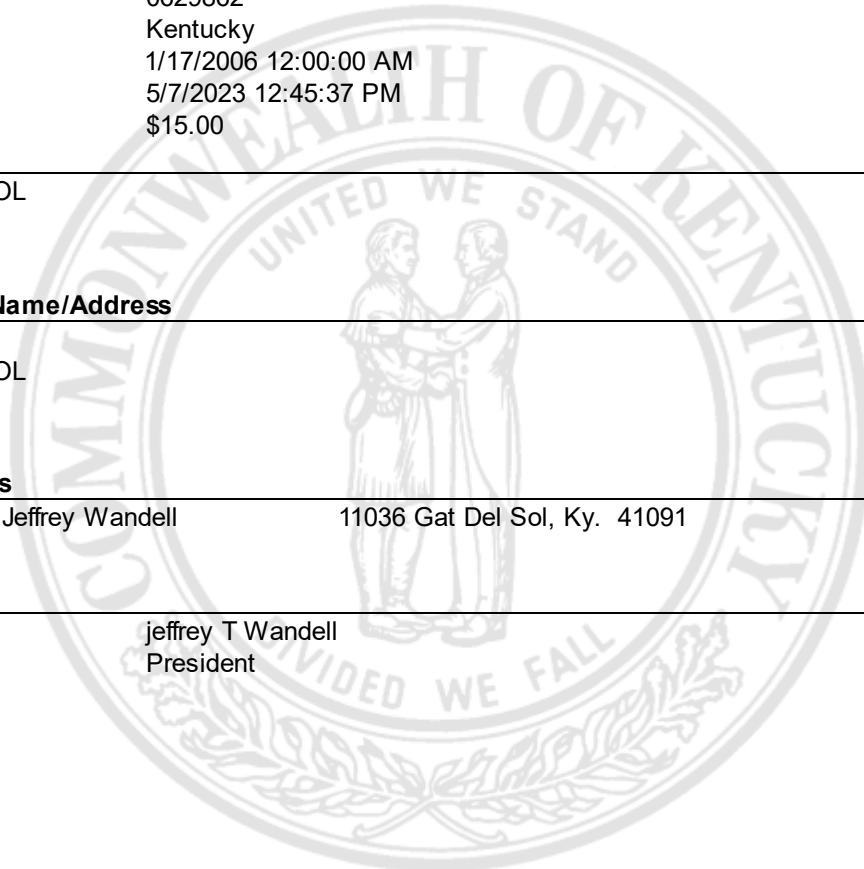 0629862
Kentucky
1/17/2006 12:00:00 AM
5/7/2023 12:45:37 PM
$15.00
OL
Name/Address
OL
s
Jeffrey Wandell 11036 Gat Del Sol, Ky. 41091
jeffrey T Wandell
President
COMMONWEALTH OF KENTUCKY
UNITED WE STAND
DIVIDED WE FALL